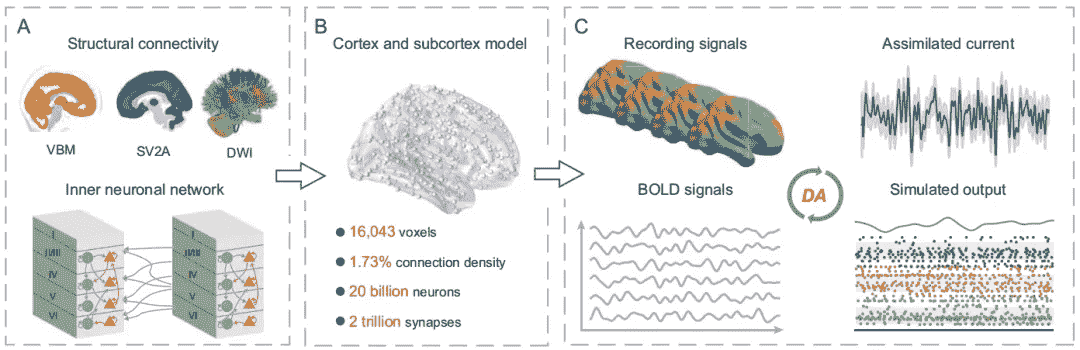 A
Structural connectivity
VBM
SV2A
DWI
Inner neuronal network
I
II/III
IV
V
VI
I
II/III
IV
V
VI
B
Cortex and subcortex model
16,043 voxels
1.73% connection density
20 billion neurons
2 trillion synapses
C
Recording signals
Assimilated current
BOLD signals
DA
Simulated output